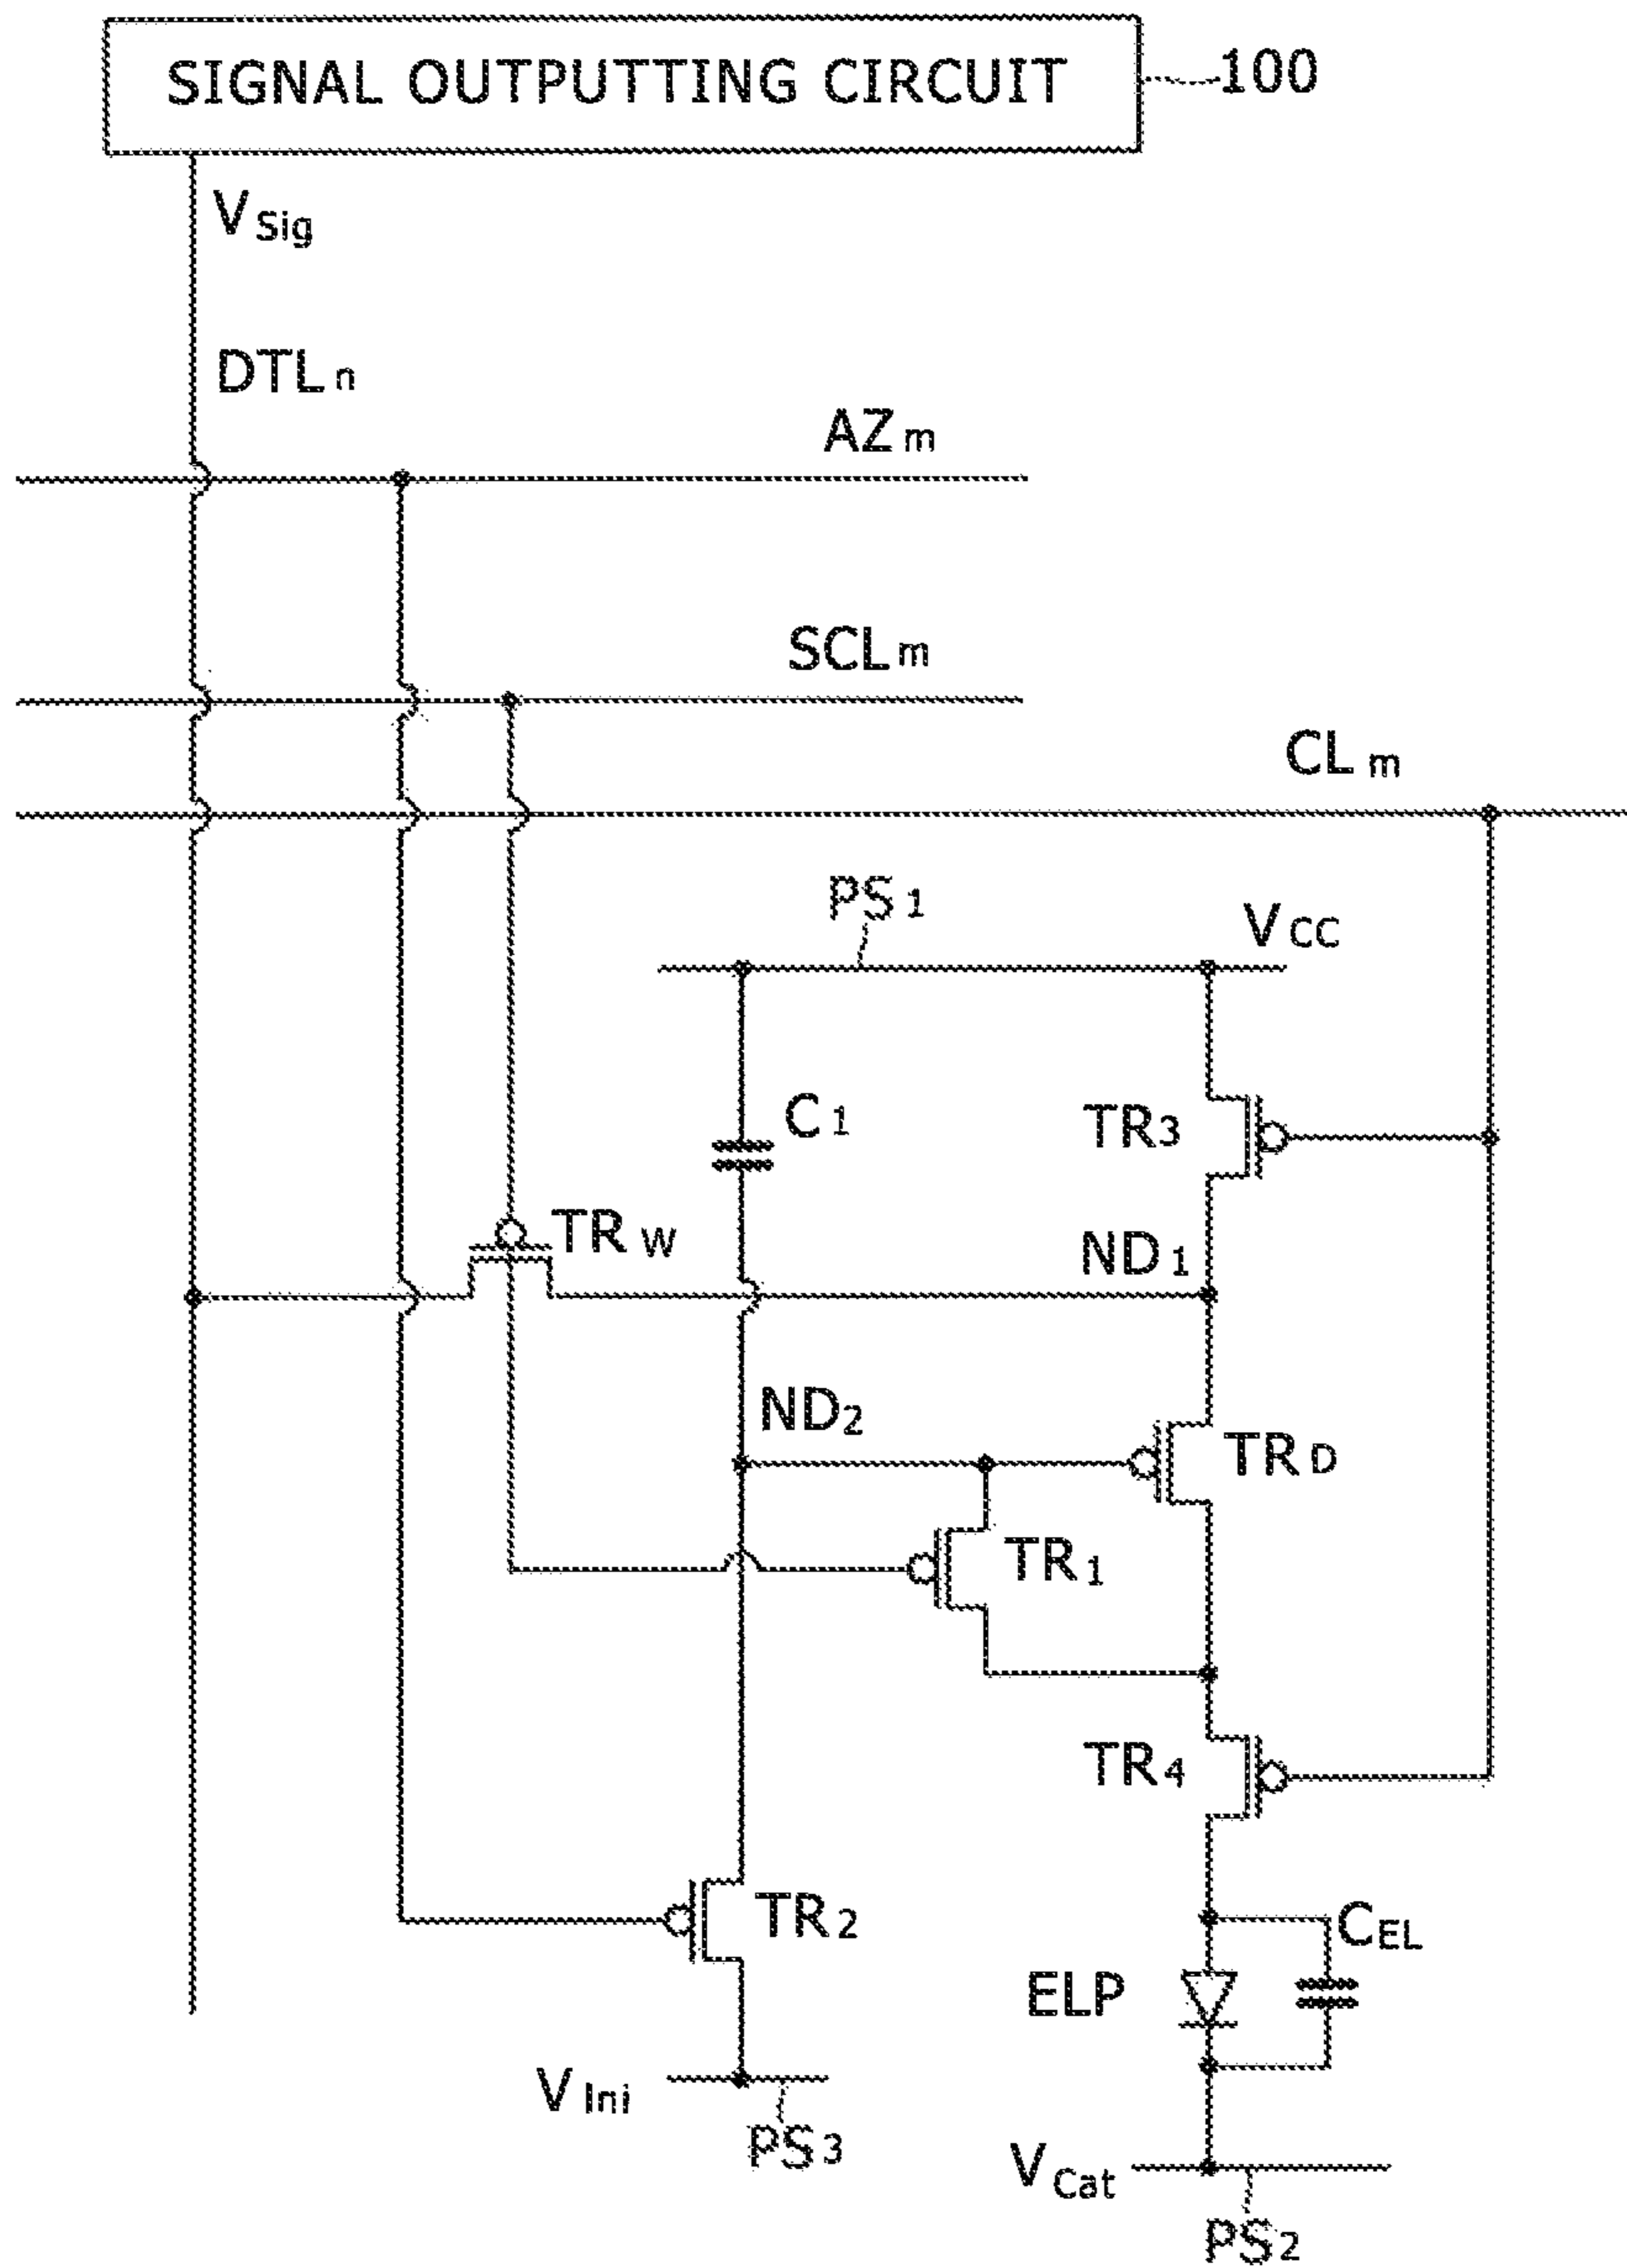 SIGNAL OUTPUTTING CIRCUIT
100
VSig
DTLn
AZm
SCLm
CLm
PS1
VCC
C1
TR3
TRW
ND1
ND2
TRD
TR1
TR4
TR2
CEL
ELP
VIni
PS3
VCat
PS2